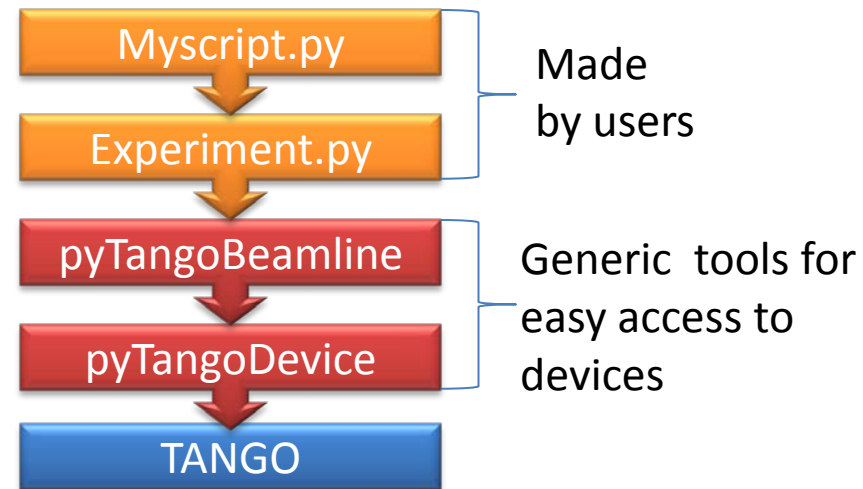 Myscript.py
Made
by users
Experiment.py
pyTangoBeamline
Generic tools for
easy access to
devices
pyTangoDevice
TANGO